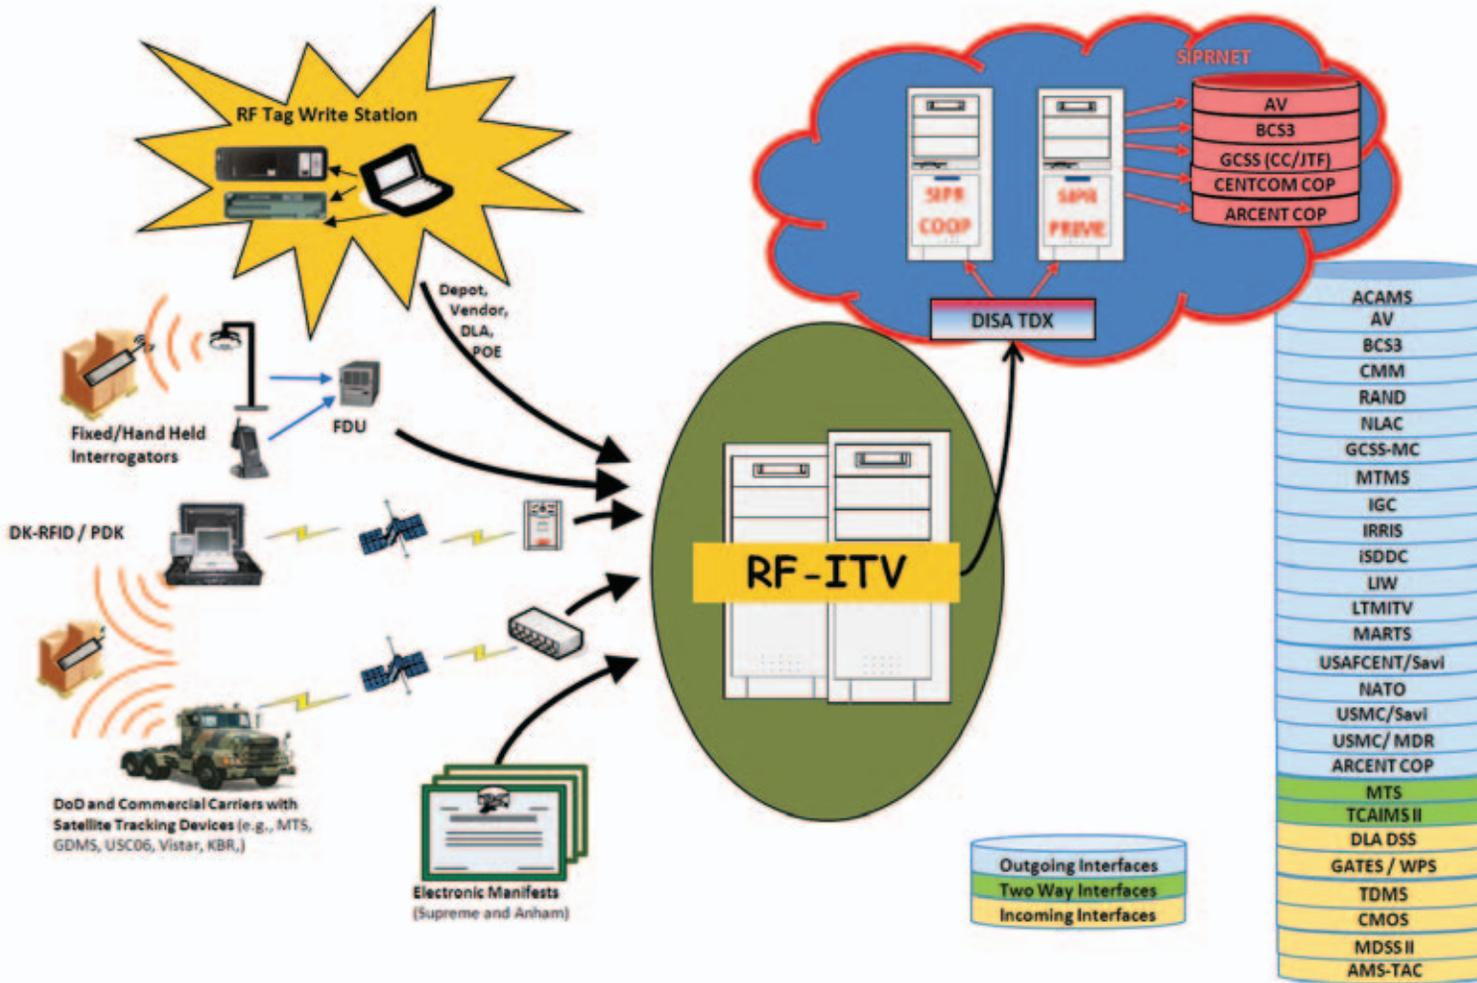 RF Tag Write Station
Depot,
Vendor,
DLA,
POE
Fixed/Hand Held
Interrogators
FDU
DK-RFID / PDK
DoD and Commercial Carriers with
Satellite Tracking Devices (e.g., MTS,
GDMS, USC06, Vistar, KBR,)
Electronic Manifests
(Supreme and Anham)
RF-ITV
SIPRNET
SIPR
COOP
SIPR
PRIME
DISA TDX
AV
BCS3
GCSS (CC/JTF)
CENTCOM COP
ARCENT COP
Outgoing Interfaces
Two Way Interfaces
Incoming Interfaces
ACAMS
AV
BCS3
CMM
RAND
NLAC
GCSS-MC
MTMS
IGC
IRRIS
iSDDC
LIW
LTMITV
MARTS
USAFCENT/Savi
NATO
USMC/Savi
USMC/ MDR
ARCENT COP
MTS
TCAIMS II
DLA DSS
GATES / WPS
TDMS
CMOS
MDSS II
AMS-TAC